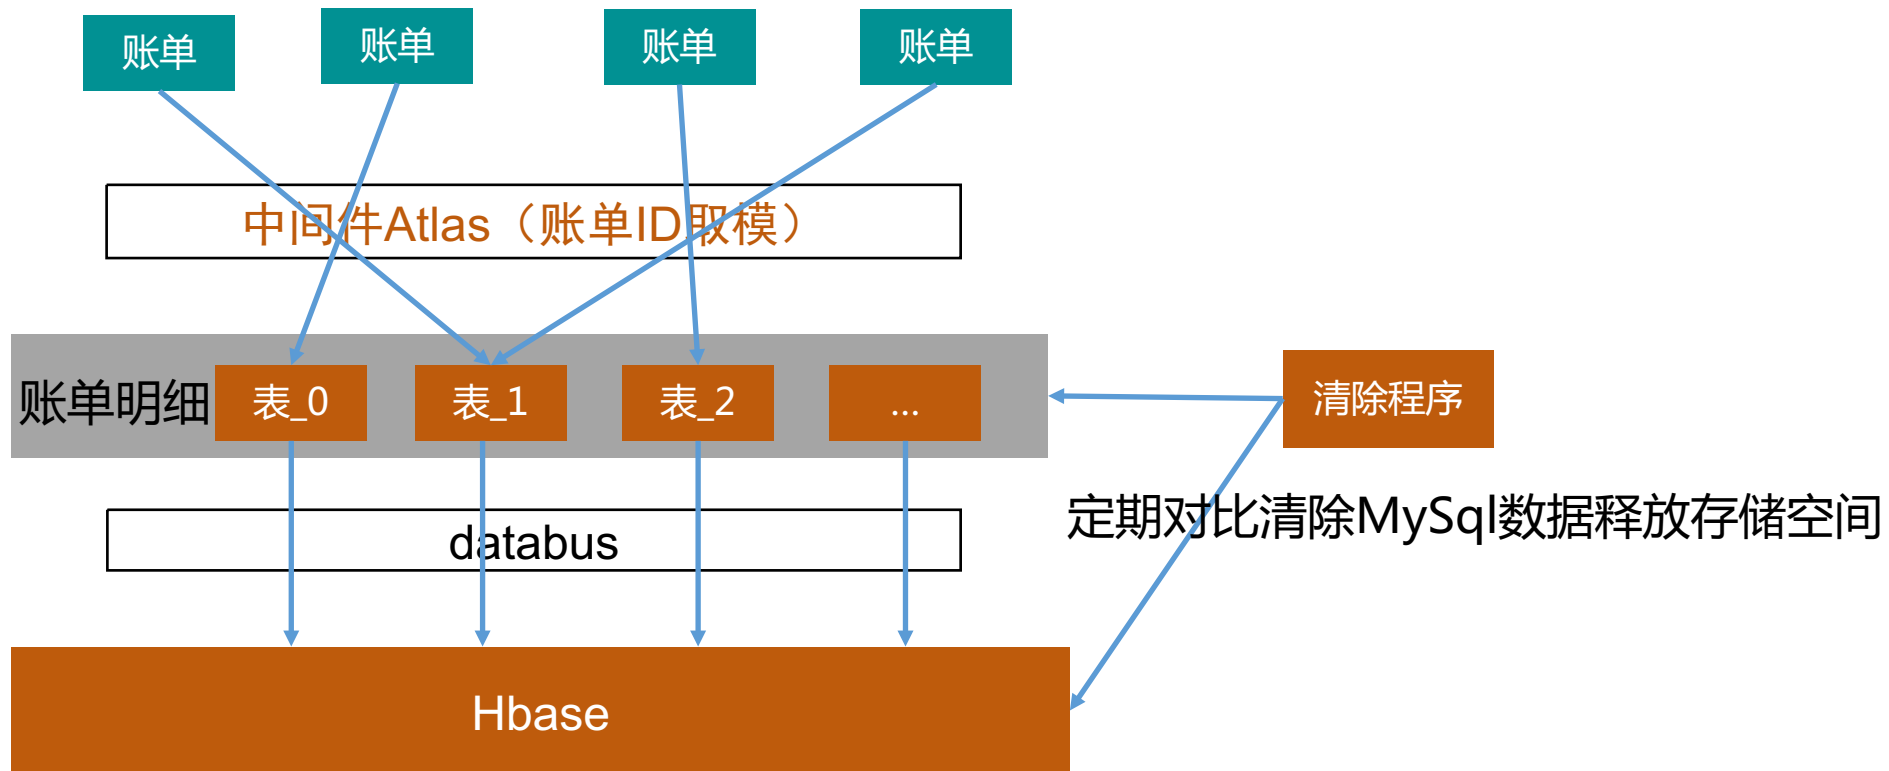 账单
账单
账单
账单
中间件Atlas（账单ID取模）
账单明细
表_0
表_1
表_2
...
清除程序
定期对比清除MySql数据释放存储空间
databus
Hbase